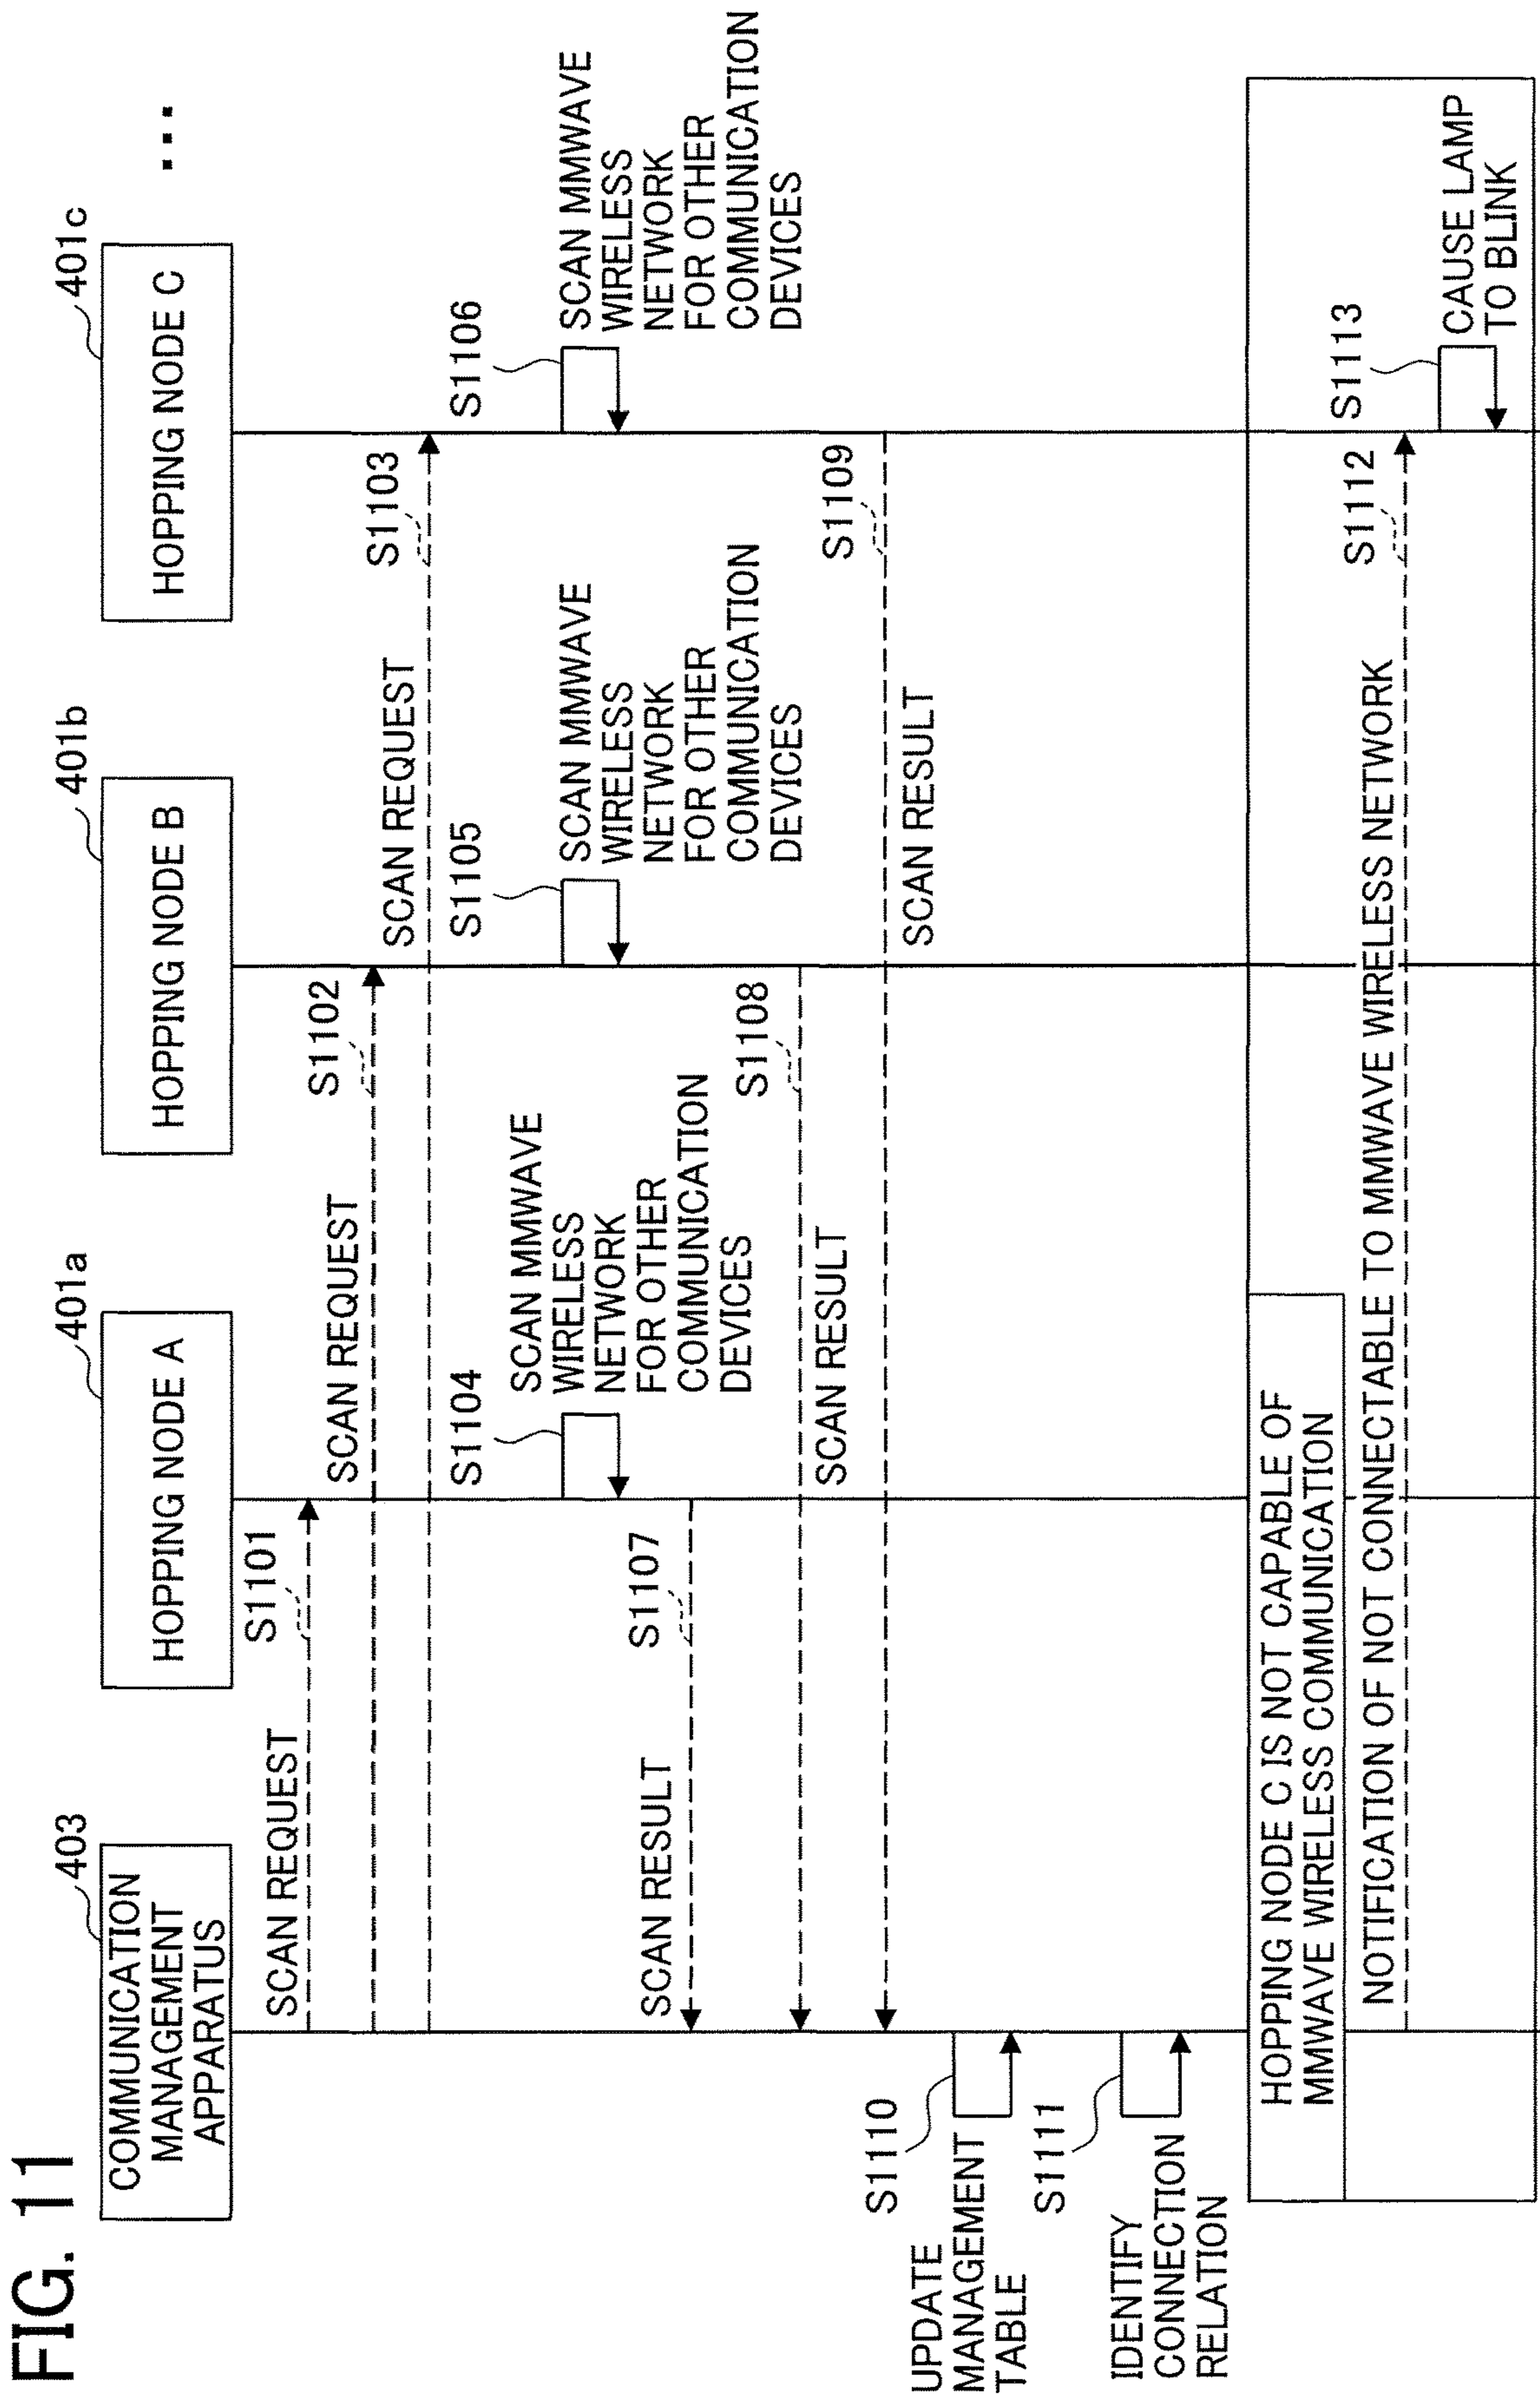 FIG. 11
403
COMMUNICATION
MANAGEMENT
APPARATUS
401a
HOPPING NODE A
401b
HOPPING NODE B
401c
HOPPING NODE C
...
SCAN REQUEST
S1101
SCAN REQUEST
S1102
SCAN REQUEST
S1103
S1104
SCAN MMWAVE
WIRELESS
NETWORK
FOR OTHER
COMMUNICATION
DEVICES
S1105
SCAN MMWAVE
WIRELESS
NETWORK
FOR OTHER
COMMUNICATION
DEVICES
S1106
SCAN MMWAVE
WIRELESS
NETWORK
FOR OTHER
COMMUNICATION
DEVICES
SCAN RESULT
S1107
SCAN RESULT
S1108
SCAN RESULT
S1109
S1110
UPDATE
MANAGEMENT
TABLE
S1111
IDENTIFY
CONNECTION
RELATION
HOPPING NODE C IS NOT CAPABLE OF
MMWAVE WIRELESS COMMUNICATION
NOTIFICATION OF NOT CONNECTABLE TO MMWAVE WIRELESS NETWORK
S1112
S1113
CAUSE LAMP
TO BLINK